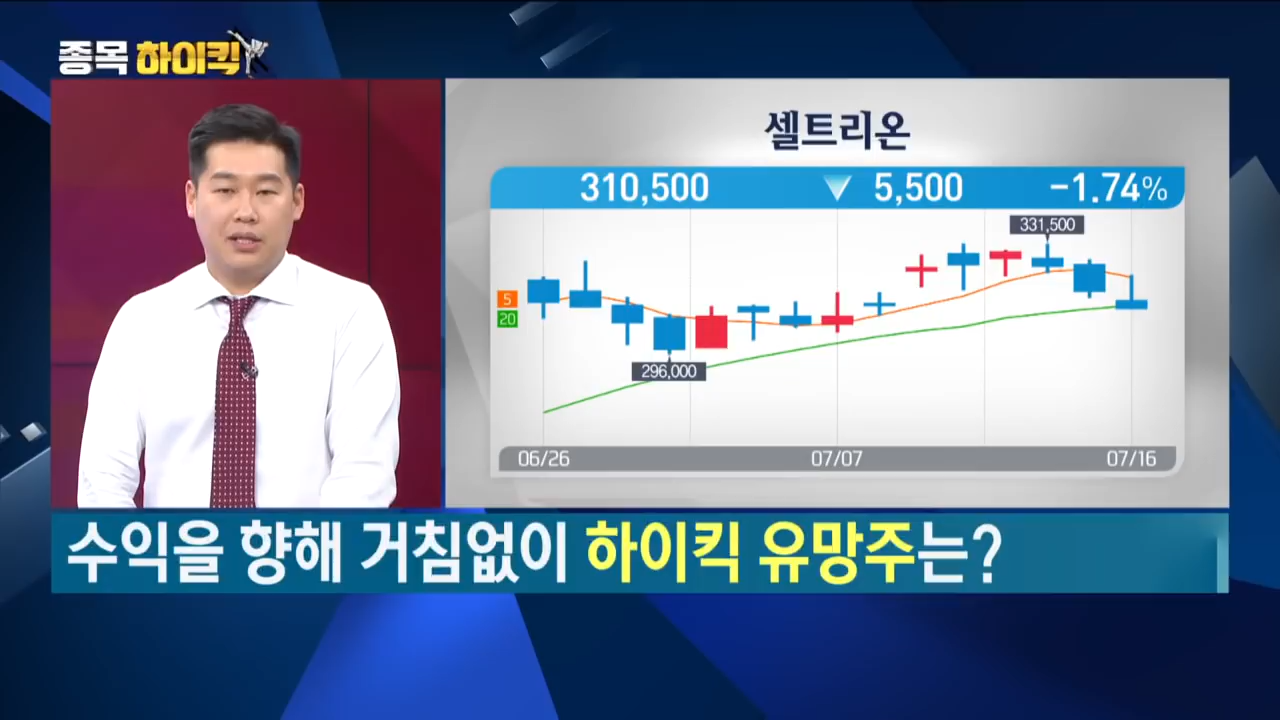 종목 하이킥
셀트리온
310,500 ▼ 5,500 -1.74%
331,500
5
20
296,000
06/26 07/07 07/16
수익을 향해 거침없이 하이킥 유망주는?